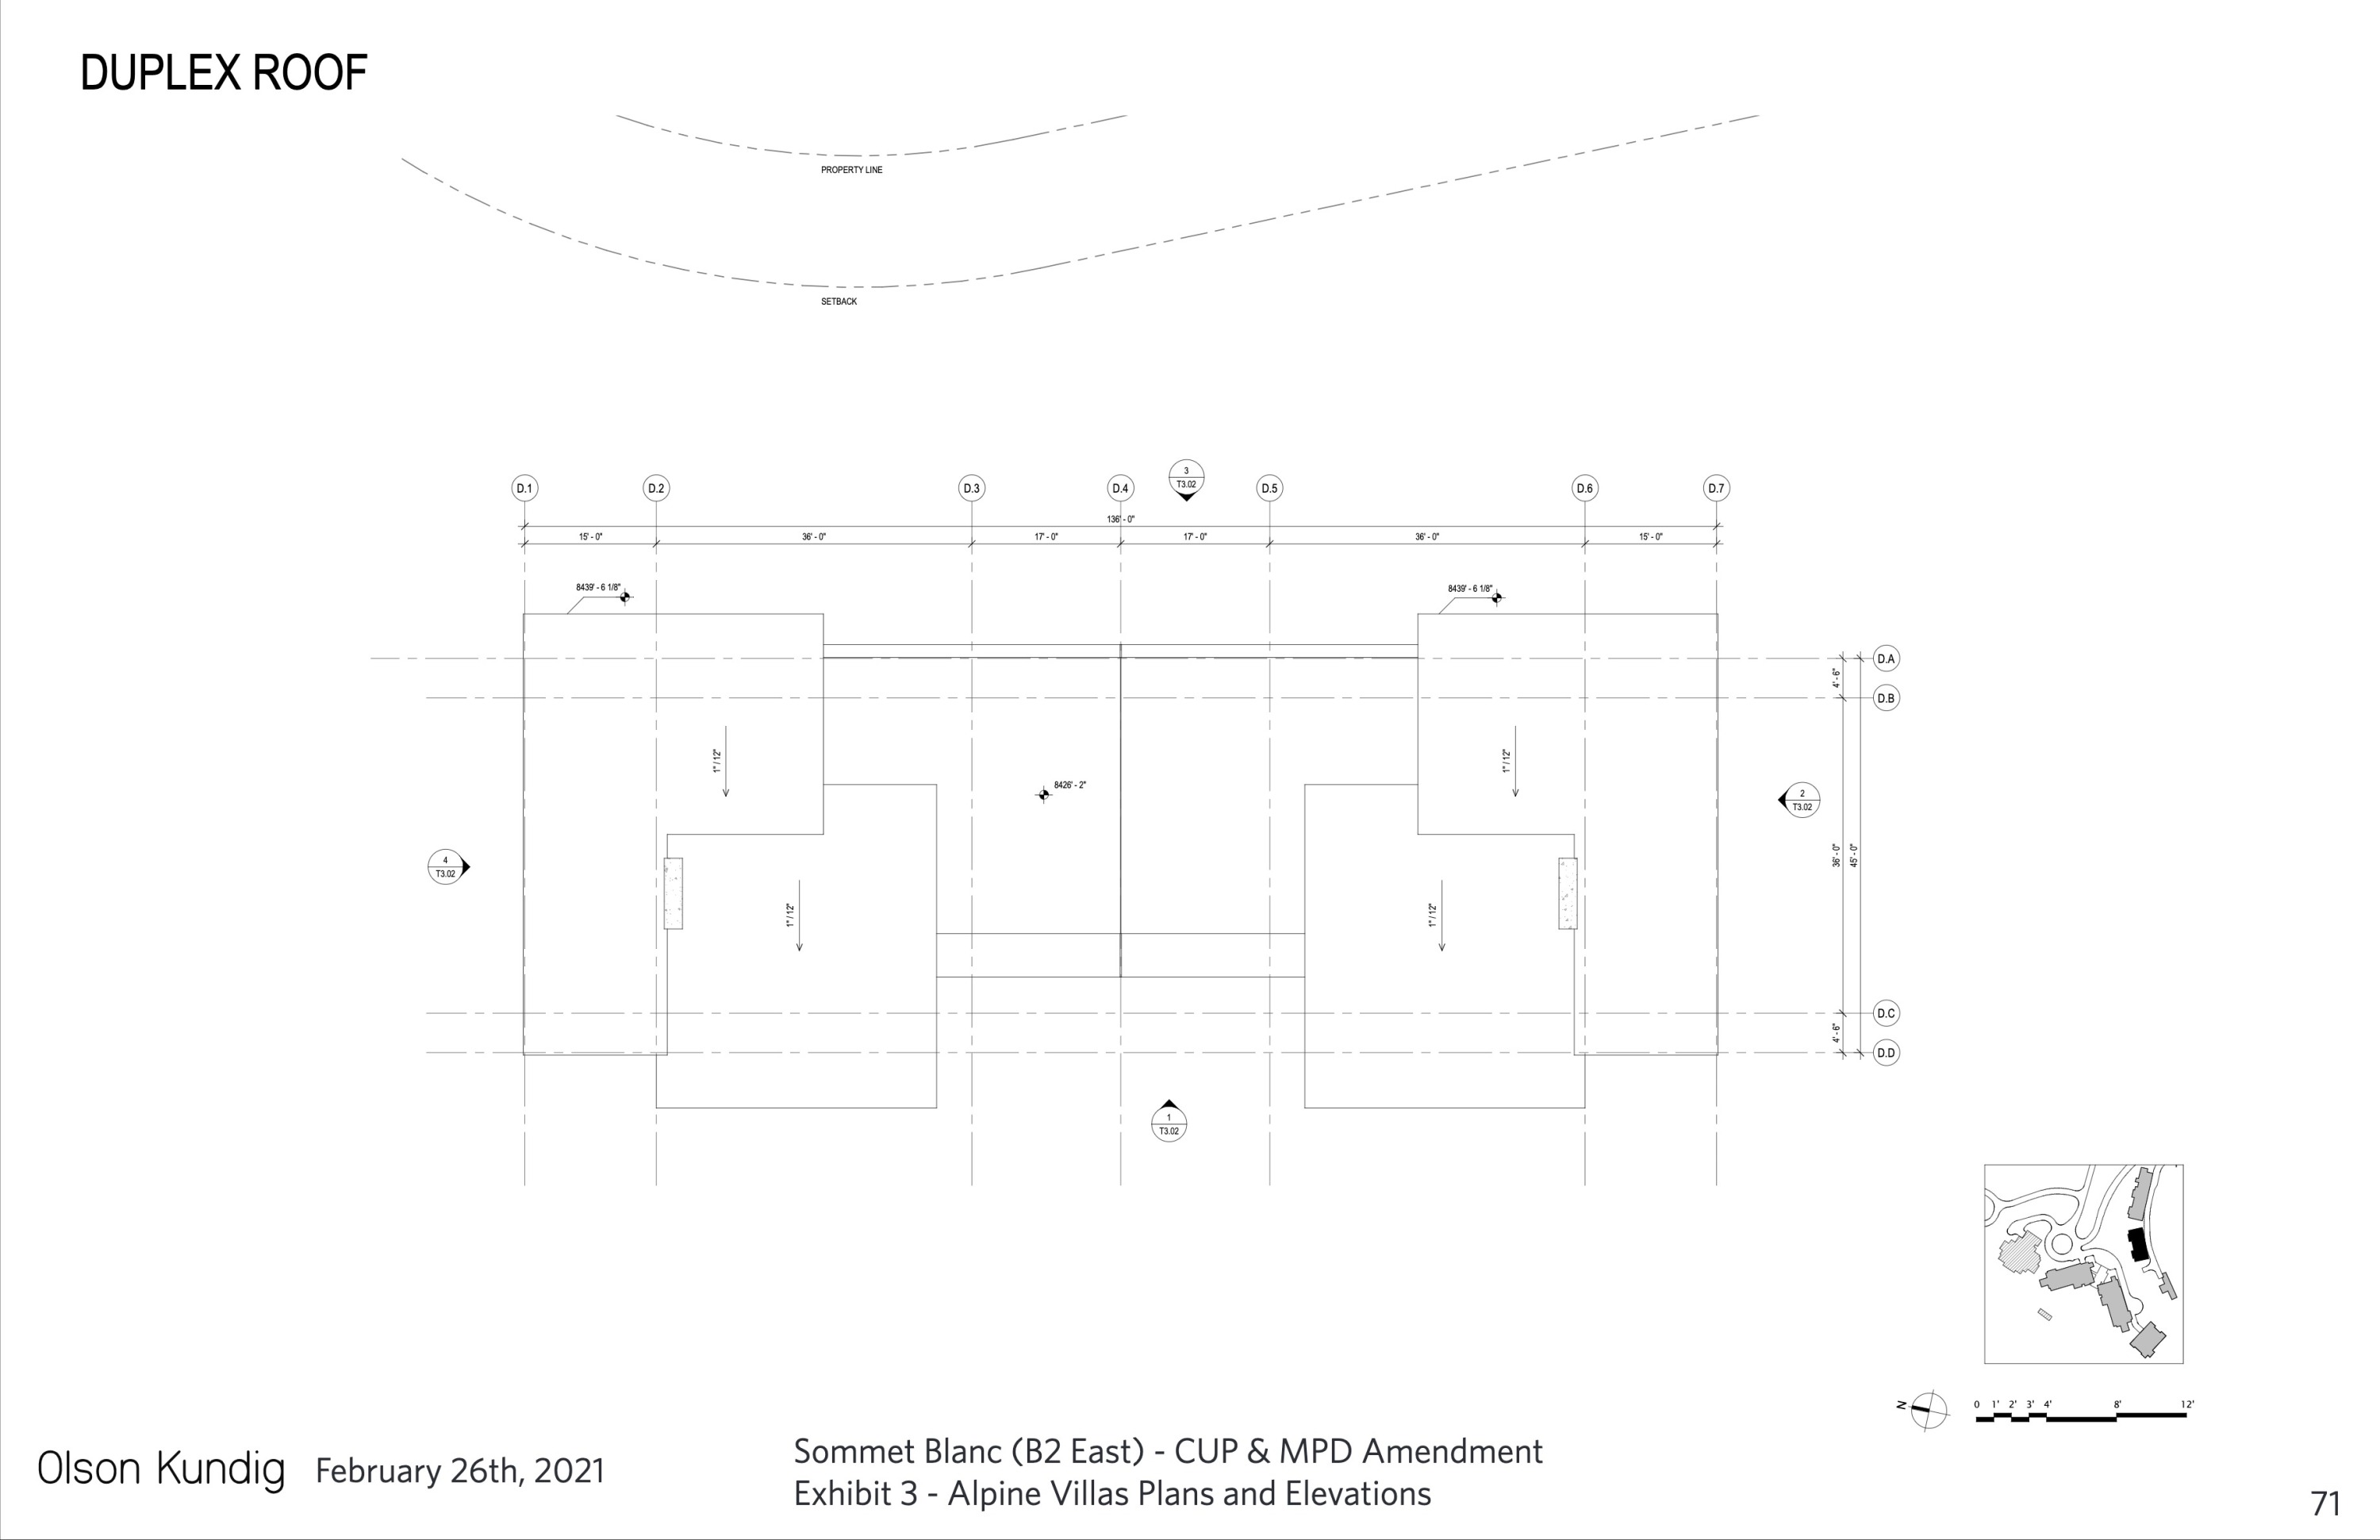 DUPLEX ROOF
PROPERTY LINE
SETBACK
3
T3.02
D.1
D.2
D.3
D.4
D.5
D.6
D.7
136' - 0"
15' - 0"
36' - 0"
17' - 0"
17' - 0"
36' - 0"
15' - 0"
8439' - 6 1/8"
8439' - 6 1/8"
D.A
4' - 6"
D.B
1" / 12"
1" / 12"
8426' - 2"
2
T3.02
4
T3.02
36' - 0"
45' - 0"
1" / 12"
1" / 12"
D.C
4' - 6"
D.D
1
T3.02
N
0 1' 2' 3' 4' 8' 12'
Olson Kundig February 26th, 2021
Sommet Blanc (B2 East) - CUP & MPD Amendment
Exhibit 3 - Alpine Villas Plans and Elevations
71